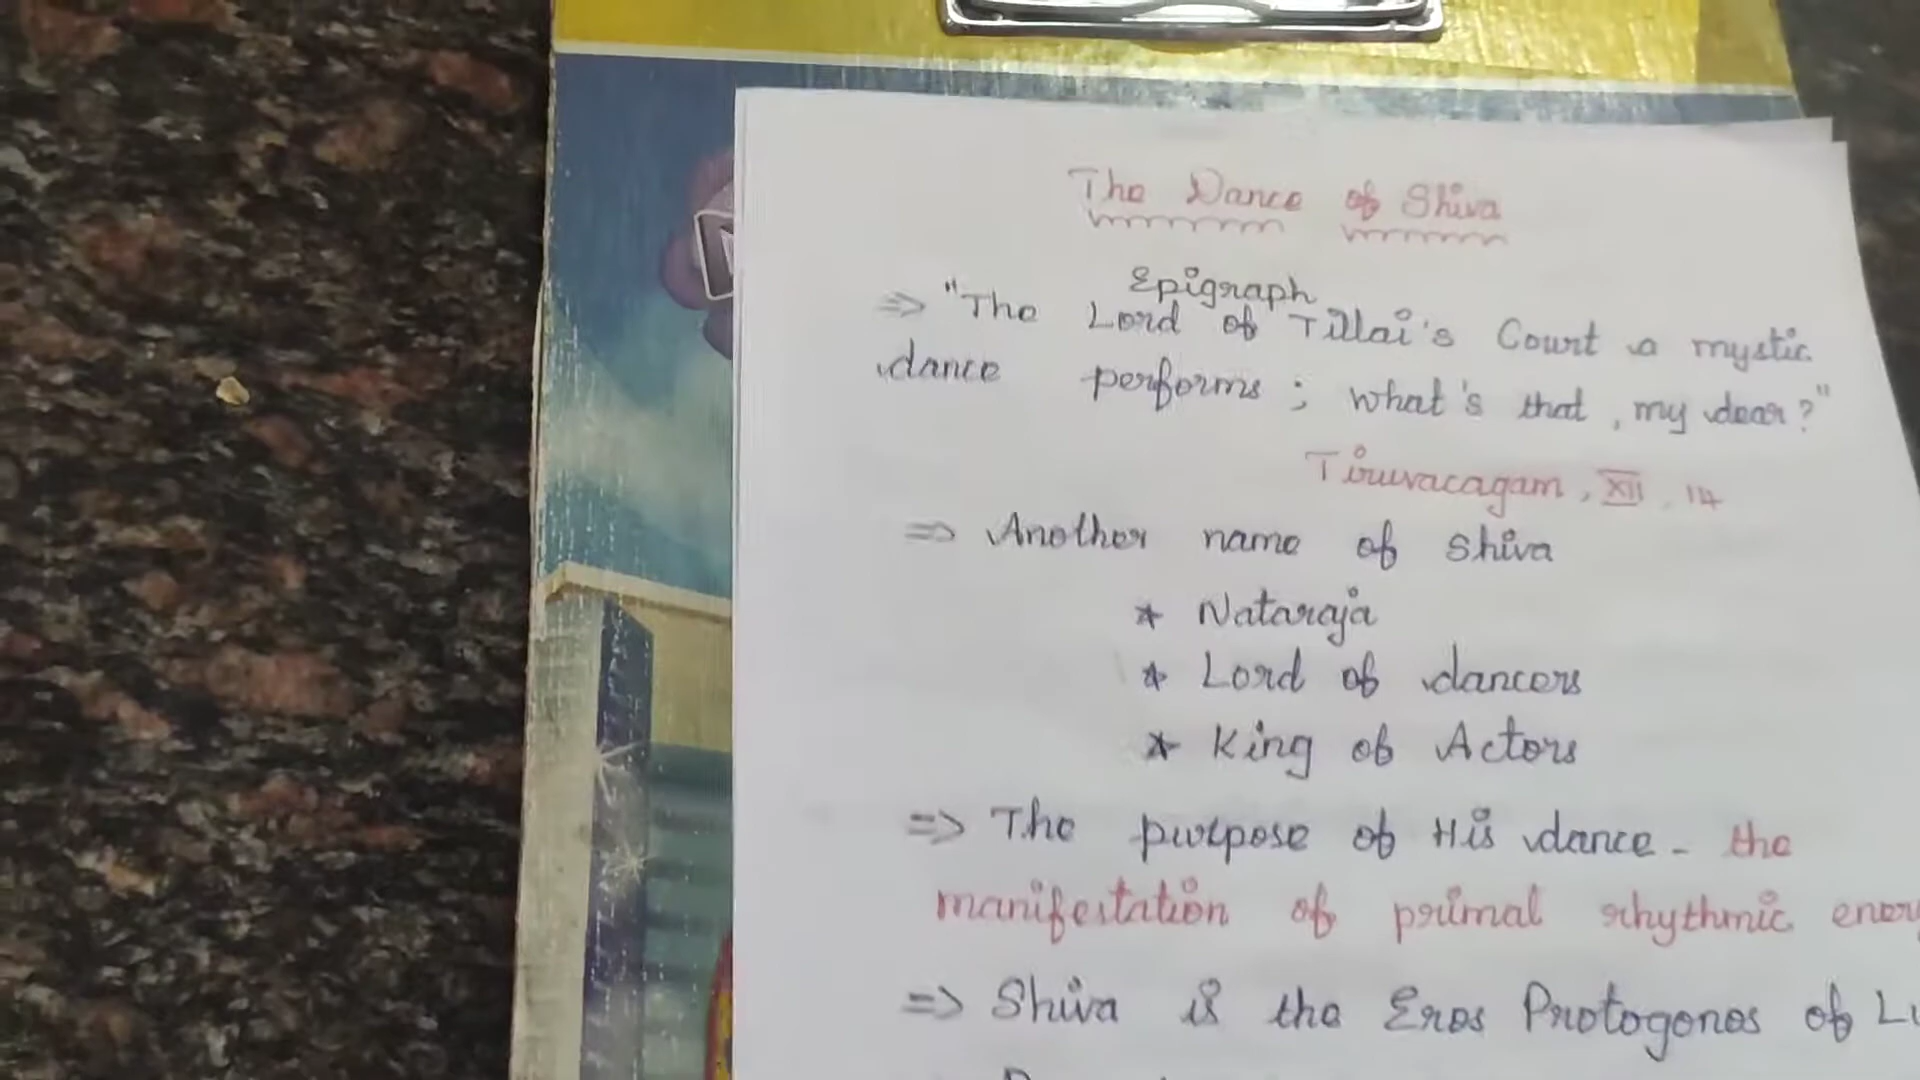 The Dance of Shiva
Epigraph
⇒ "The Lord of Tillai's Court a mystic
dance performs; what's that, my dear?"
Tiruvacagam, XII, 14
⇒ Another name of Shiva
* Nataraja
* Lord of dancers
* King of Actors
⇒ The purpose of His dance - the
manifestation of primal rhythmic
⇒ Shiva is the Eros Protogonos of